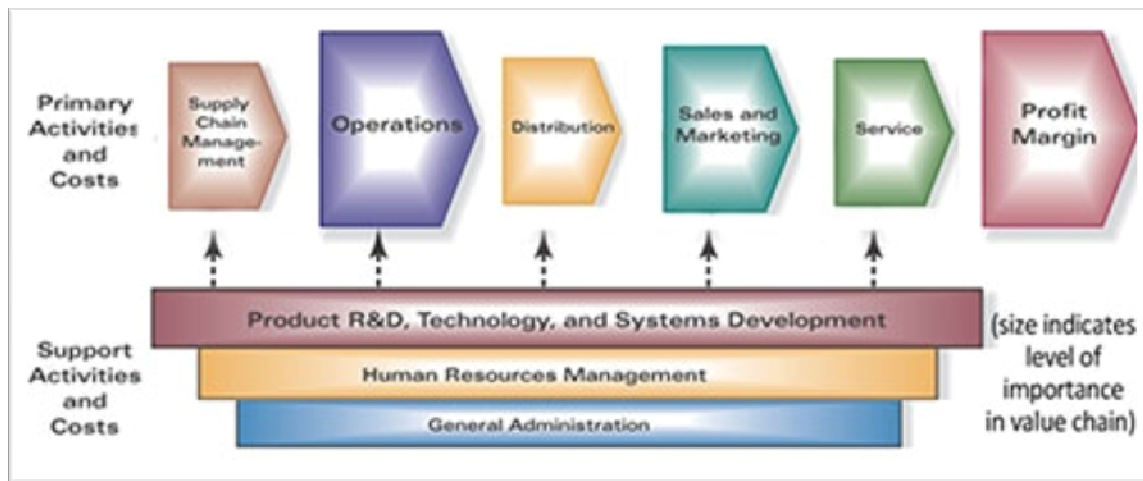 Primary
Activities
and
Costs
Supply
Chain
Manage-
ment
Operations
Distribution
Sales and
Marketing
Service
Profit
Margin
Product R&D, Technology, and Systems Development
Human Resources Management
General Administration
Support
Activities
and
Costs
(size indicates
level of
importance
in value chain)